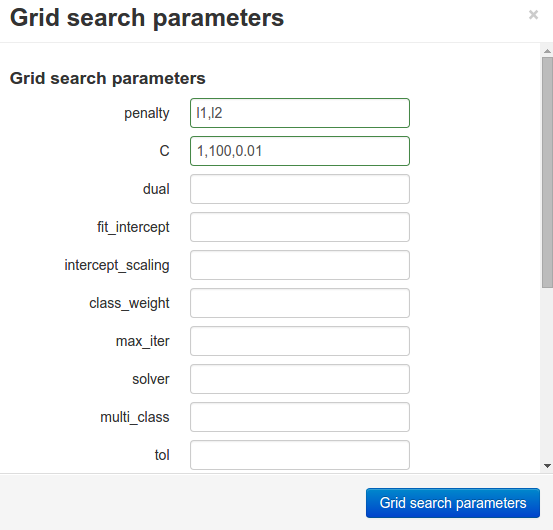 Grid search parameters
×
Grid search parameters
penalty l1,l2
C 1,100,0.01
dual
fit_intercept
intercept_scaling
class_weight
max_iter
solver
multi_class
tol
Grid search parameters